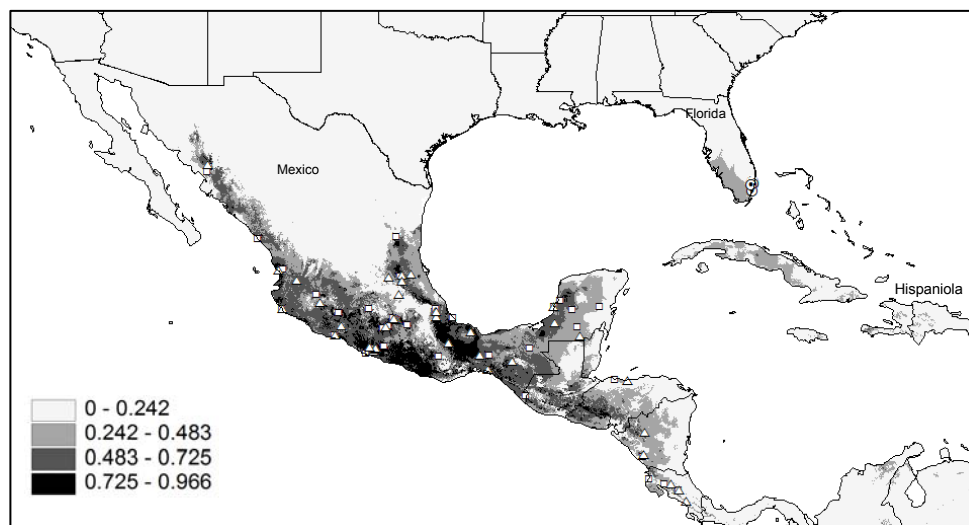 Florida
Mexico
Hispaniola
0 - 0.242
0.242 - 0.483
0.483 - 0.725
0.725 - 0.966